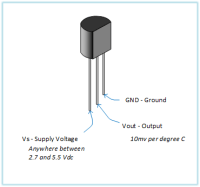 GND - Ground
Vout - Output
10mv per degree C
Vs - Supply Voltage
Anywhere between
2.7 and 5.5 Vdc